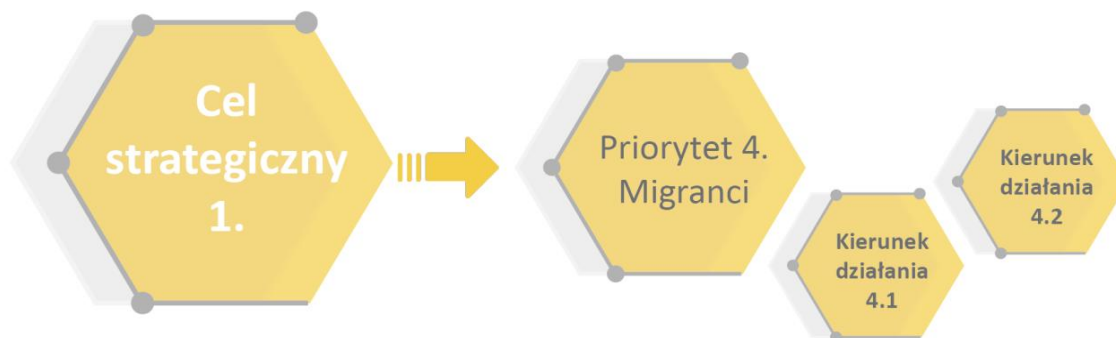 Cel
strategiczny
1.
Priorytet 4.
Migranci
Kierunek
działania
4.1
Kierunek
działania
4.2